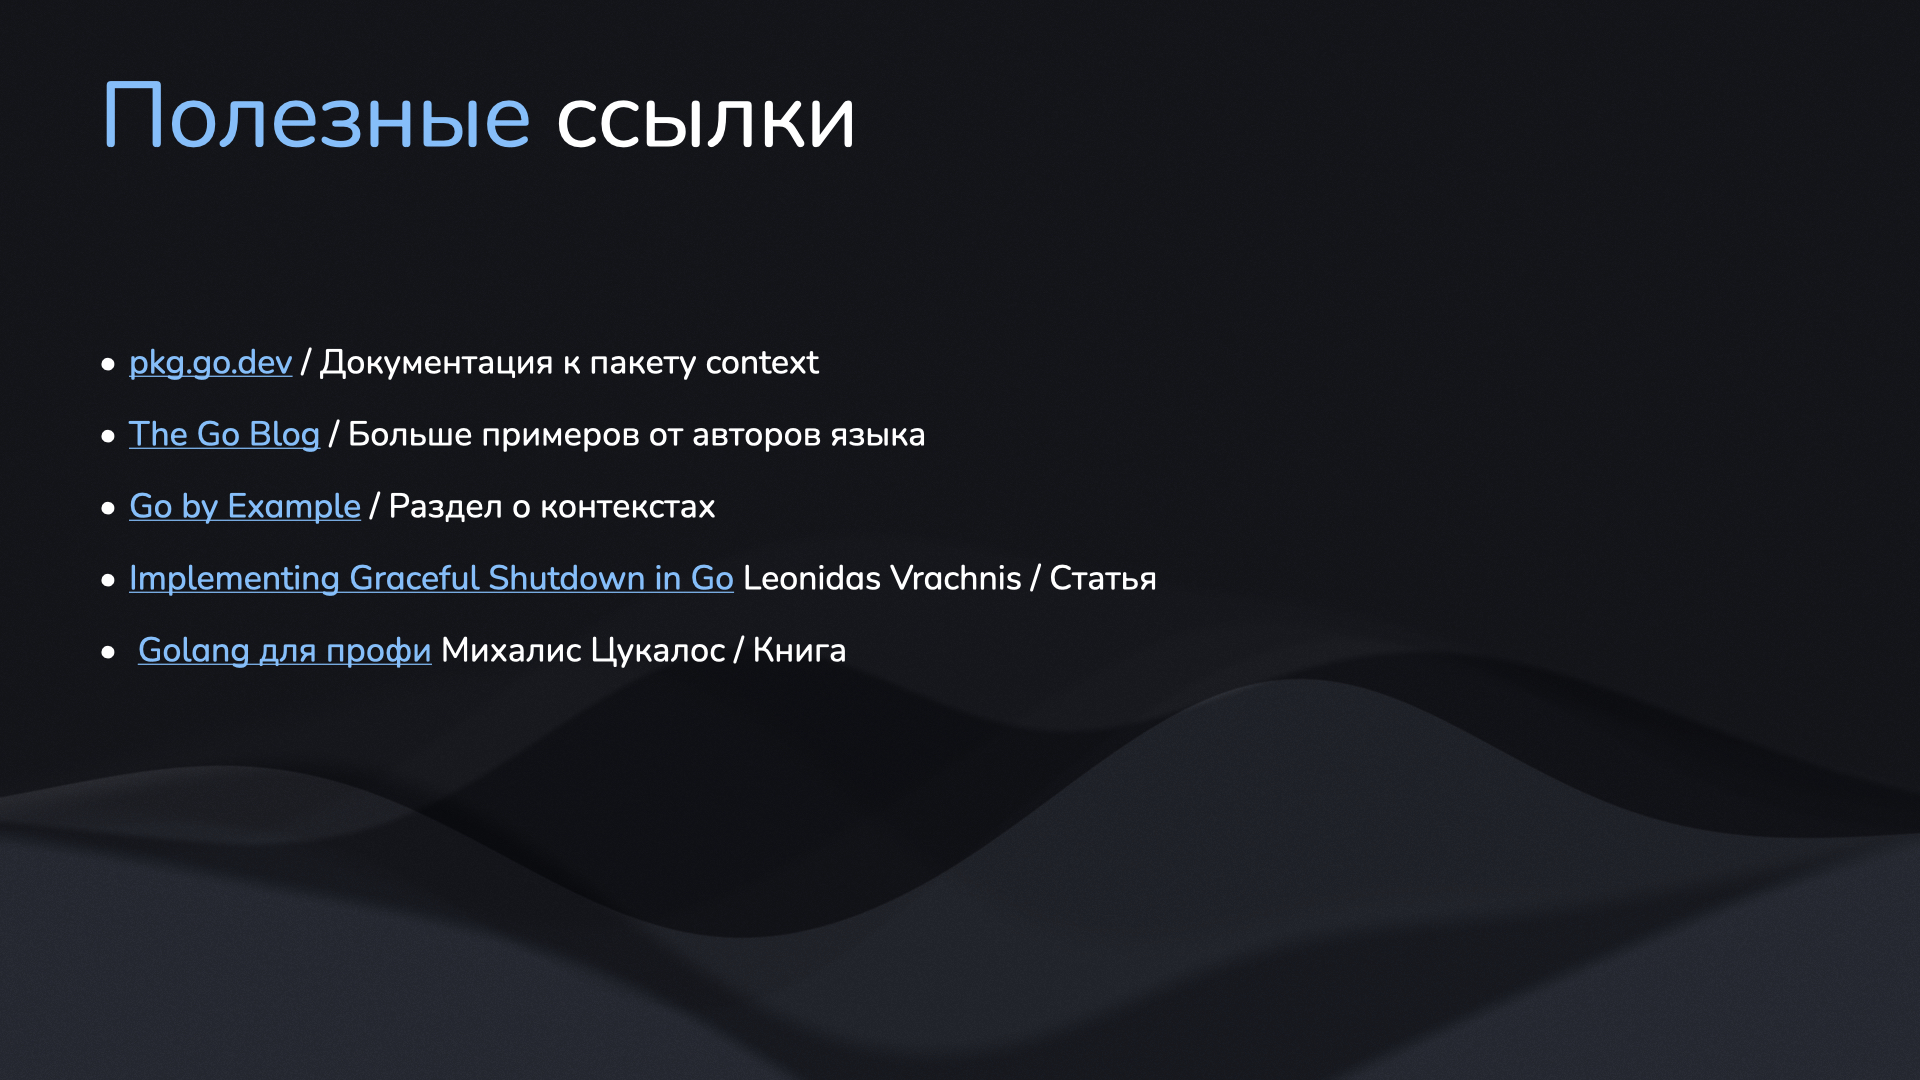 Полезные ссылки
• pkg.go.dev / Документация к пакету context
• The Go Blog / Больше примеров от авторов языка
• Go by Example / Раздел о контекстах
• Implementing Graceful Shutdown in Go Leonidas Vrachnis / Статья
• Golang для профи Михалис Цукалос / Книга